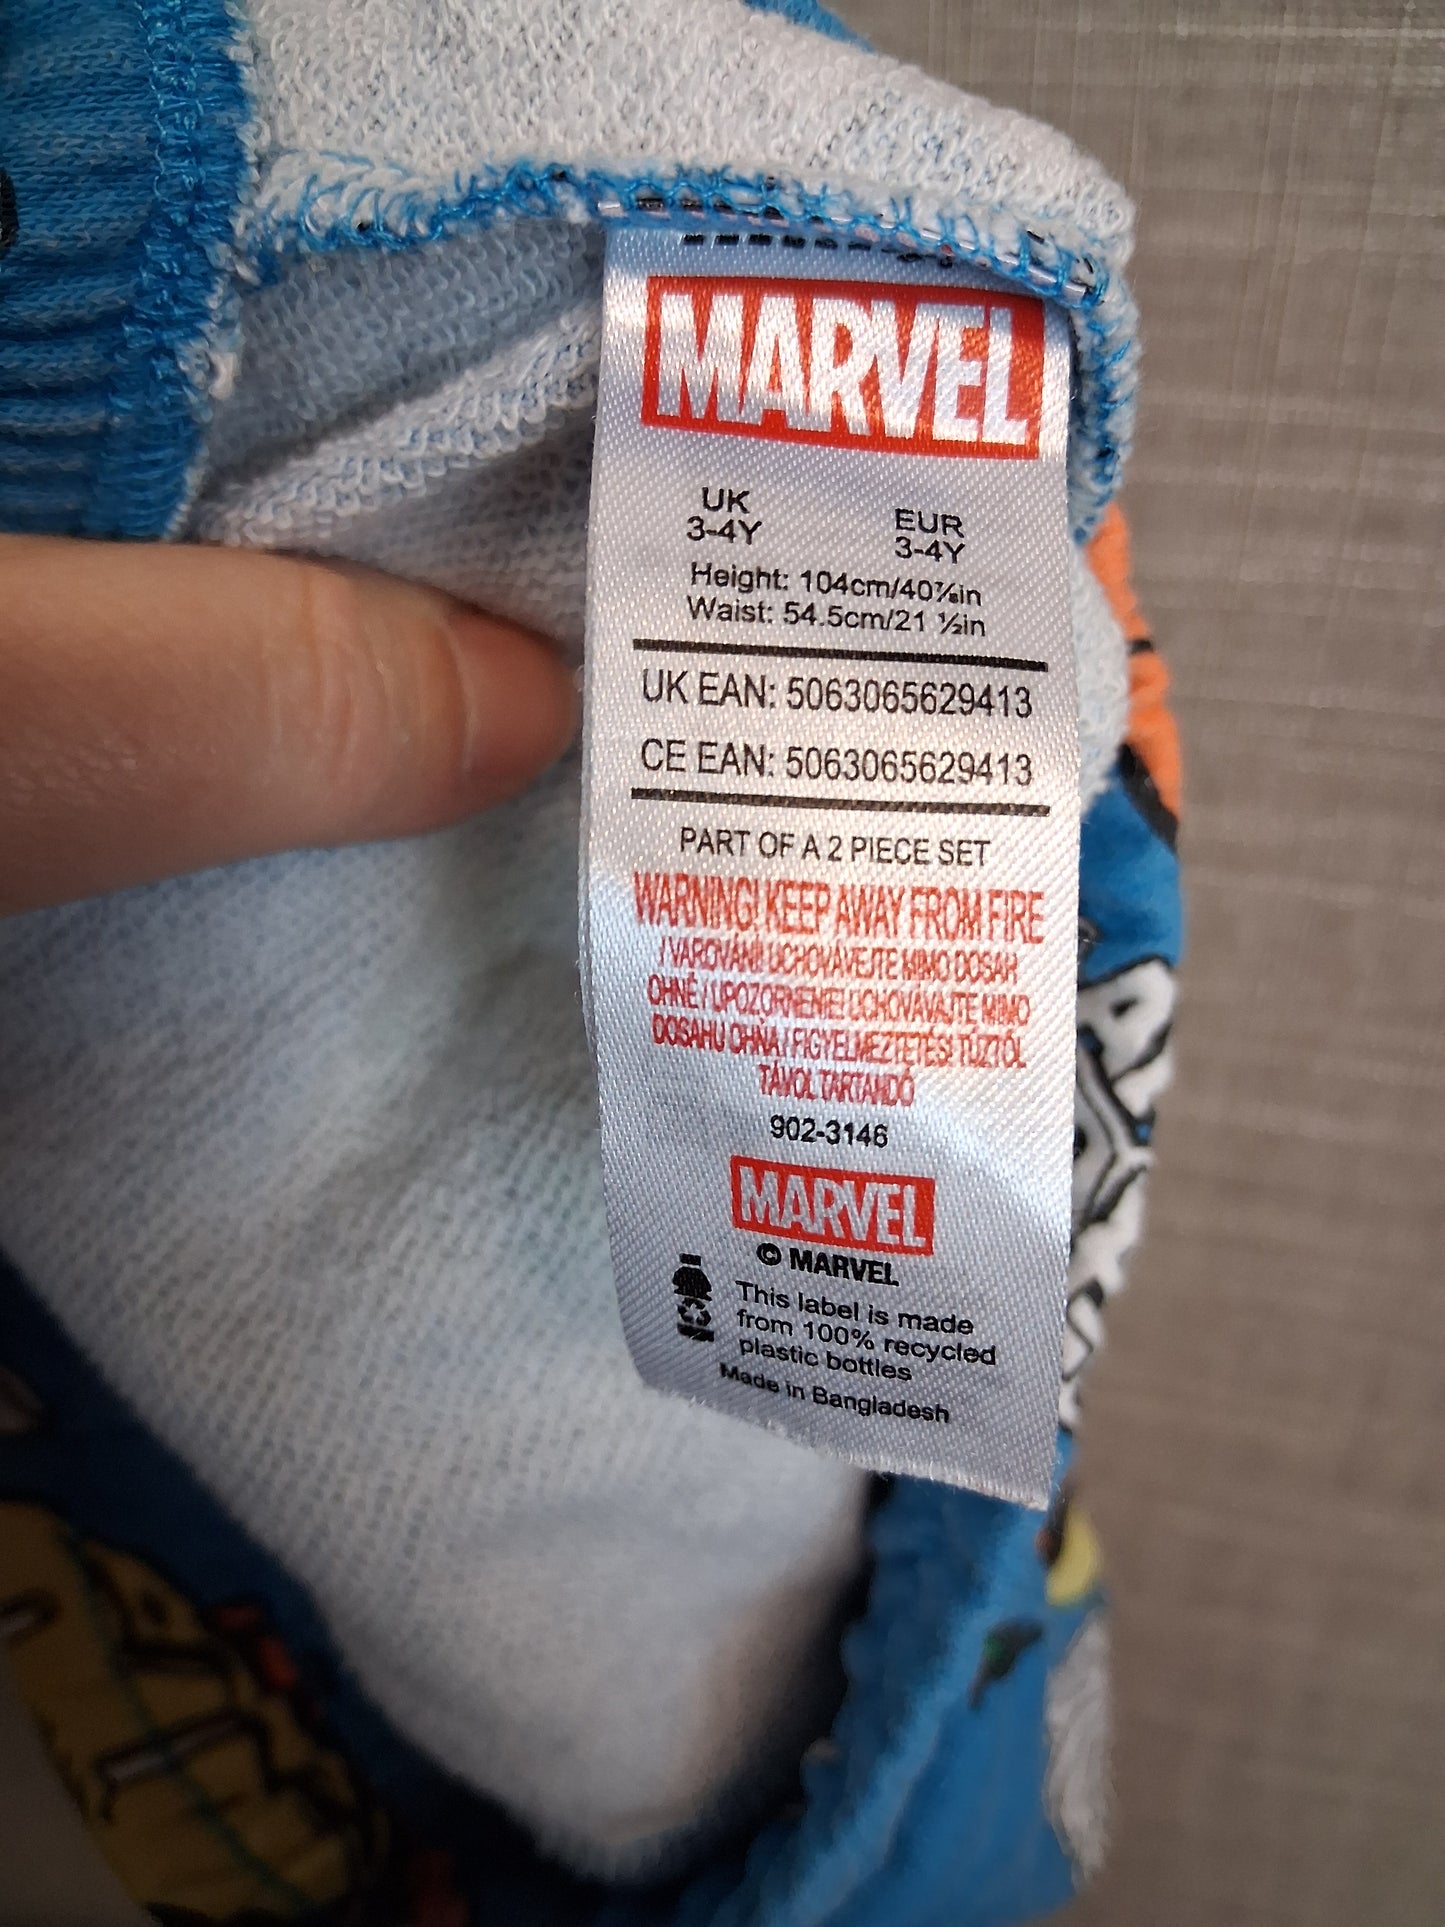 MARVEL
UK
3-4Y
EUR
3-4Y
Height: 104cm/40⅞in
Waist: 54.5cm/21 ½in
UK EAN: 5063065629413
CE EAN: 5063065629413
PART OF A 2 PIECE SET
WARNING! KEEP AWAY FROM FIRE
/ VAROVÁNÍ! UCHOVÁVEJTE MIMO DOSAH
OHNĚ / UPOZORNENIE! UCHOVÁVAJTE MIMO
DOSAHU OHŇA / FIGYELMEZTETÉS! TŰZTŐL
TÁVOL TARTANDÓ
902-3146
MARVEL
© MARVEL
This label is made
from 100% recycled
plastic bottles
Made in Bangladesh